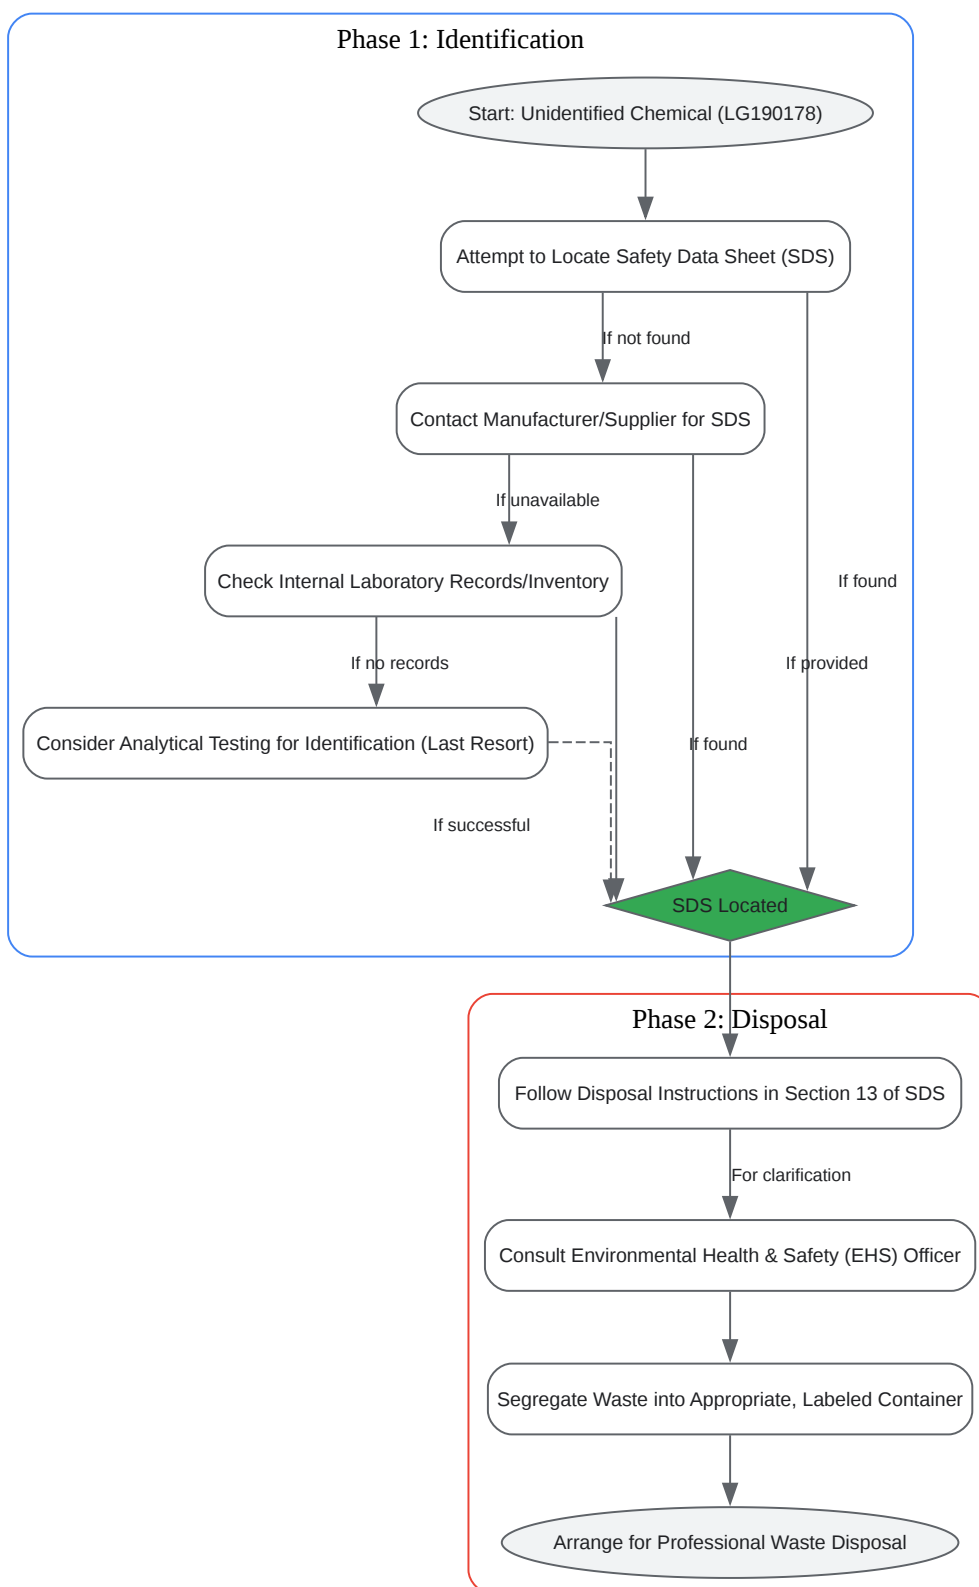 Phase 1: Identification
Start: Unidentified Chemical (LG190178)
Attempt to Locate Safety Data Sheet (SDS)
If not found
Contact Manufacturer/Supplier for SDS
If unavailable
Check Internal Laboratory Records/Inventory
If found
If no records
If provided
Consider Analytical Testing for Identification (Last Resort)
If found
If successful
SDS Located
Phase 2: Disposal
Follow Disposal Instructions in Section 13 of SDS
For clarification
Consult Environmental Health & Safety (EHS) Officer
Segregate Waste into Appropriate, Labeled Container
Arrange for Professional Waste Disposal